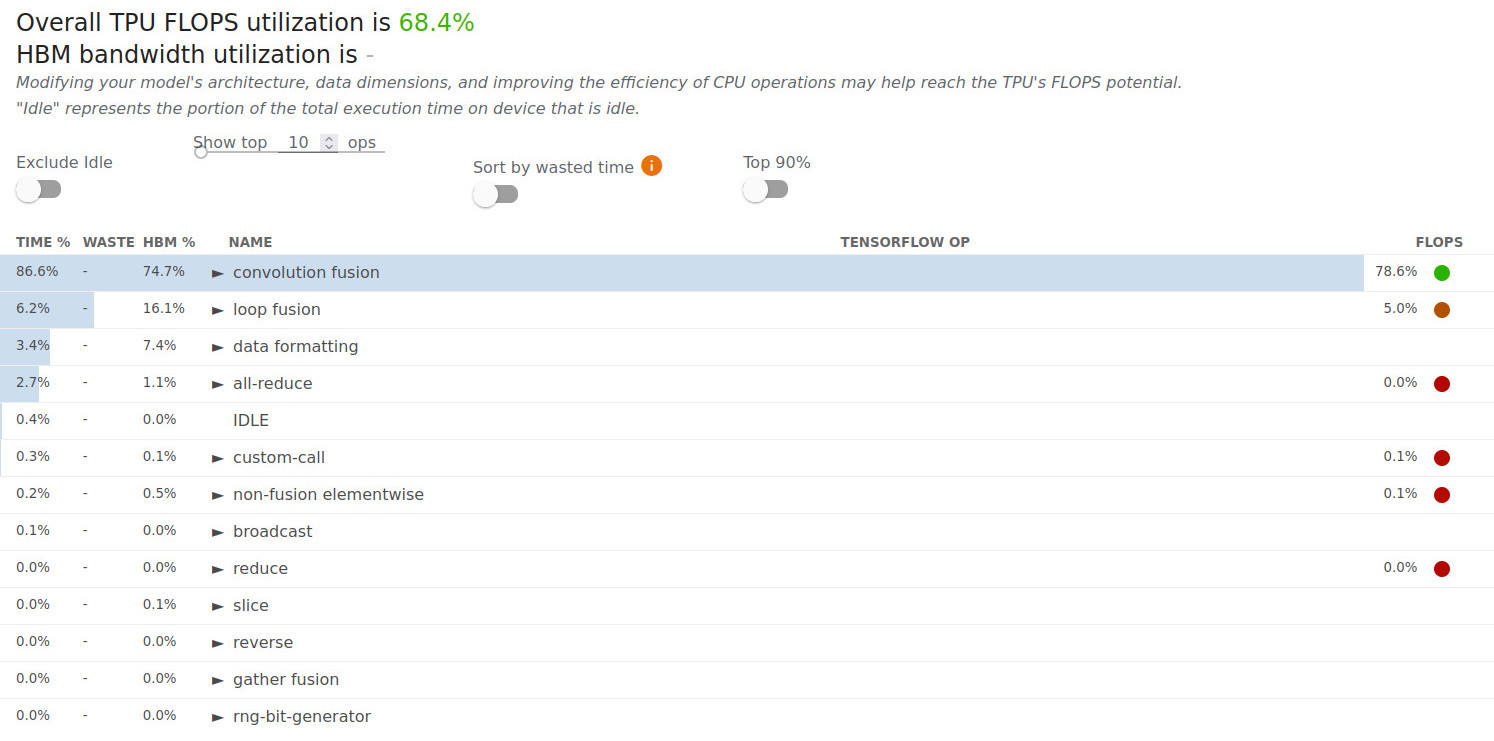 Overall TPU FLOPS utilization is 68.4%
HBM bandwidth utilization is -
Modifying your model's architecture, data dimensions, and improving the efficiency of CPU operations may help reach the TPU's FLOPS potential.
"Idle" represents the portion of the total execution time on device that is idle.
Show top 10 ops
Exclude Idle
Sort by wasted time i
Top 90%
TIME % WASTE HBM % NAME TENSORFLOW OP FLOPS
86.6% - 74.7% ► convolution fusion 78.6%
6.2% - 16.1% ► loop fusion 5.0%
3.4% - 7.4% ► data formatting
2.7% - 1.1% ► all-reduce 0.0%
0.4% - 0.0% IDLE
0.3% - 0.1% ► custom-call 0.1%
0.2% - 0.5% ► non-fusion elementwise 0.1%
0.1% - 0.0% ► broadcast
0.0% - 0.0% ► reduce 0.0%
0.0% - 0.1% ► slice
0.0% - 0.0% ► reverse
0.0% - 0.0% ► gather fusion
0.0% - 0.0% ► rng-bit-generator